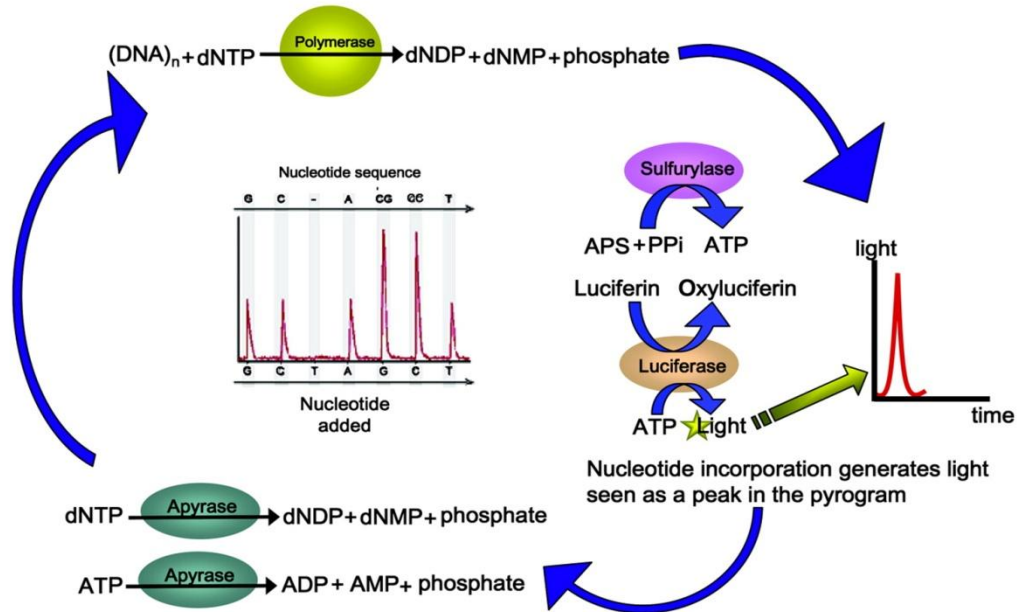 (DNA)n+dNTP Polymerase dNDP+dNMP+phosphate
Nucleotide sequence
G C - A CG CC T
G C T A G C T
Nucleotide
added
Sulfurylase
APS+PPi ATP
Luciferin Oxyluciferin
Luciferase
ATP Light
light
time
Nucleotide incorporation generates light
seen as a peak in the pyrogram
dNTP Apyrase dNDP+dNMP+phosphate
ATP Apyrase ADP+AMP+ phosphate